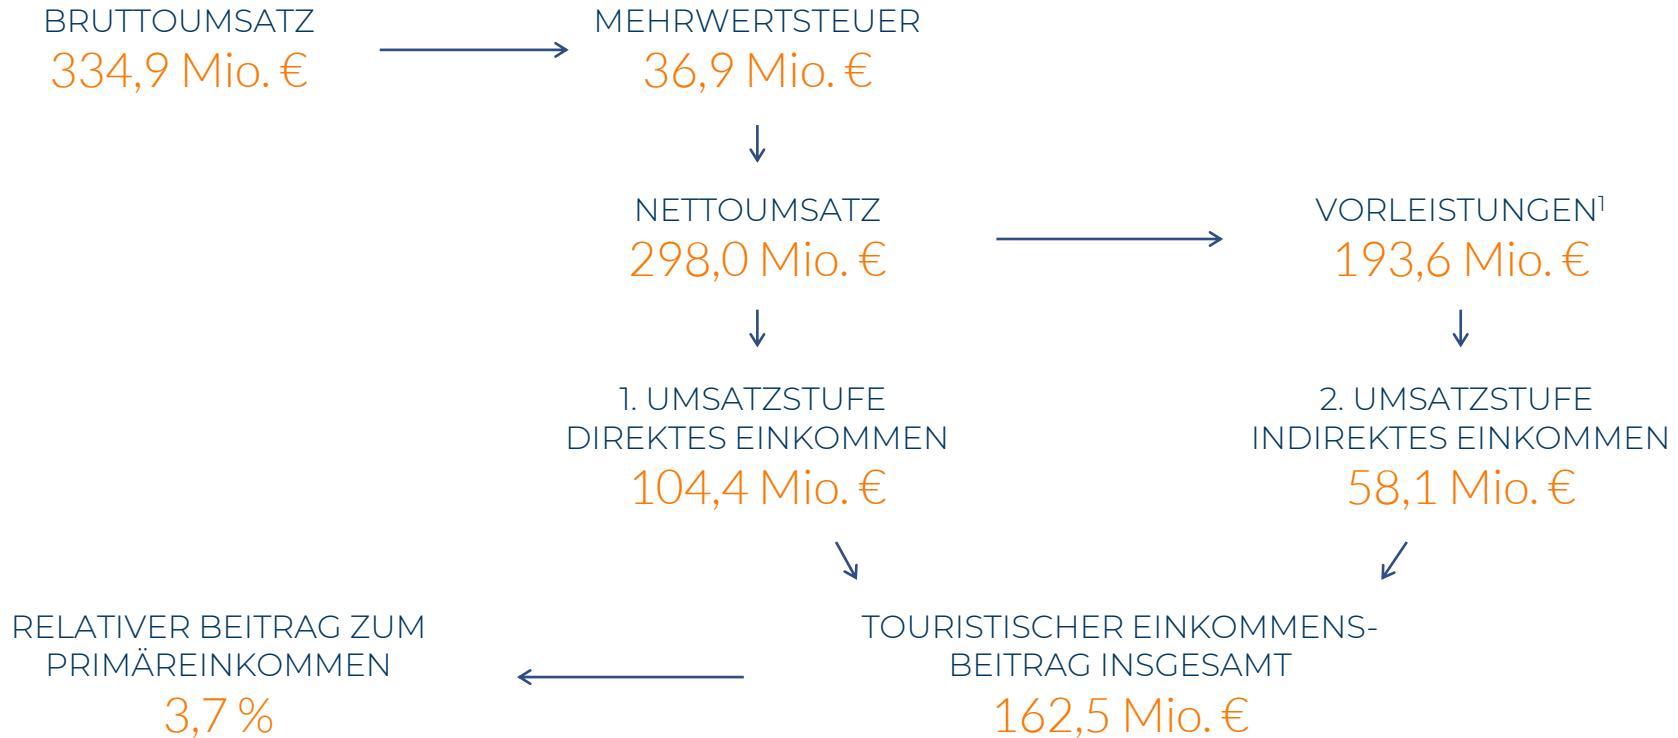 BRUTTOUMSATZ
334,9 Mio. €
MEHRWERTSTEUER
36,9 Mio. €
NETTOUMSATZ
298,0 Mio. €
VORLEISTUNGEN¹
193,6 Mio. €
1. UMSATZSTUFE
DIREKTES EINKOMMEN
104,4 Mio. €
2. UMSATZSTUFE
INDIREKTES EINKOMMEN
58,1 Mio. €
RELATIVER BEITRAG ZUM
PRIMÄREINKOMMEN
3,7 %
TOURISTISCHER EINKOMMENS-
BEITRAG INSGESAMT
162,5 Mio. €